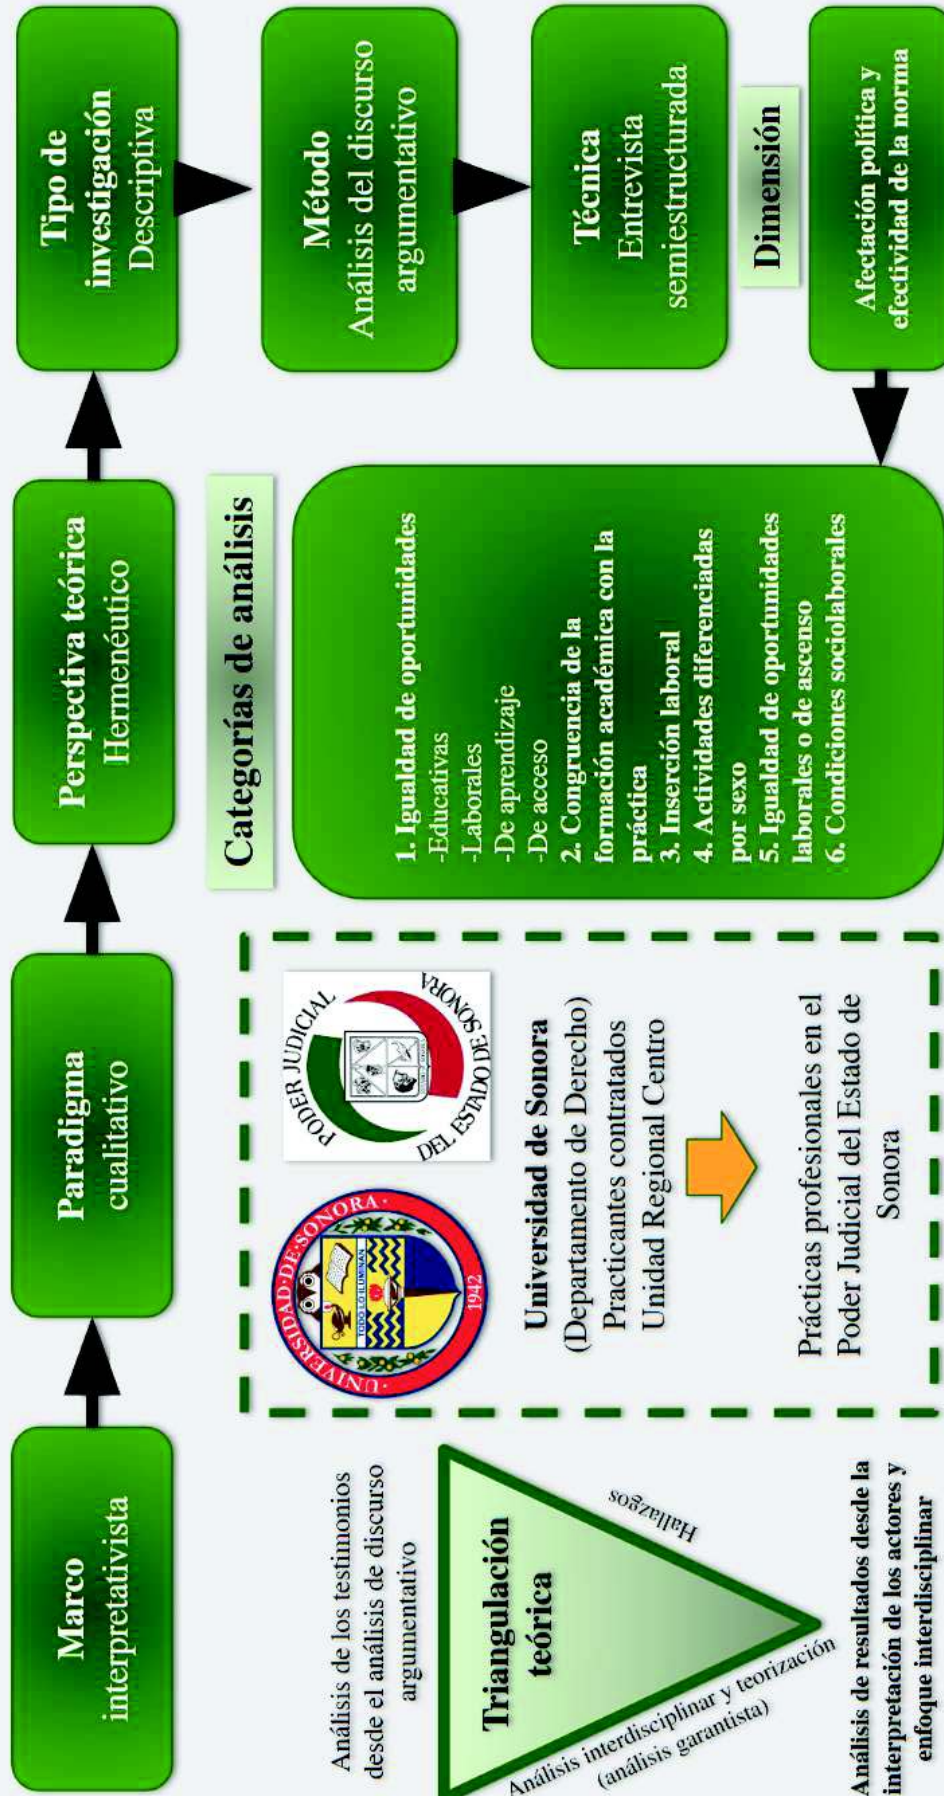 Marco
interpretativista
Paradigma
cualitativo
Perspectiva teórica
Hermenéutico
Tipo de
investigación
Descriptiva
Método
Análisis del discurso
argumentativo
Técnica
Entrevista
semiestructurada
Dimensión
Afectación política y
efectividad de la norma
Categorías de análisis
1. Igualdad de oportunidades
-Educativas
-Laborales
-De aprendizaje
-De acceso
2. Congruencia de la
formación académica con la
práctica
3. Inserción laboral
4. Actividades diferenciadas
por sexo
5. Igualdad de oportunidades
laborales o de ascenso
6. Condiciones sociolaborales
UNIVERSIDAD·DE·SONORA
TODO LO ILUMINAN
1942
PODER JUDICIAL
DEL ESTADO DE SONORA
Universidad de Sonora
(Departamento de Derecho)
Practicantes contratados
Unidad Regional Centro
Prácticas profesionales en el
Poder Judicial del Estado de
Sonora
Análisis de los testimonios
desde el análisis de discurso
argumentativo
Triangulación
teórica
Hallazgos
Análisis interdisciplinar y teorización
(análisis garantista)
Análisis de resultados desde la
interpretación de los actores y
enfoque interdisciplinar